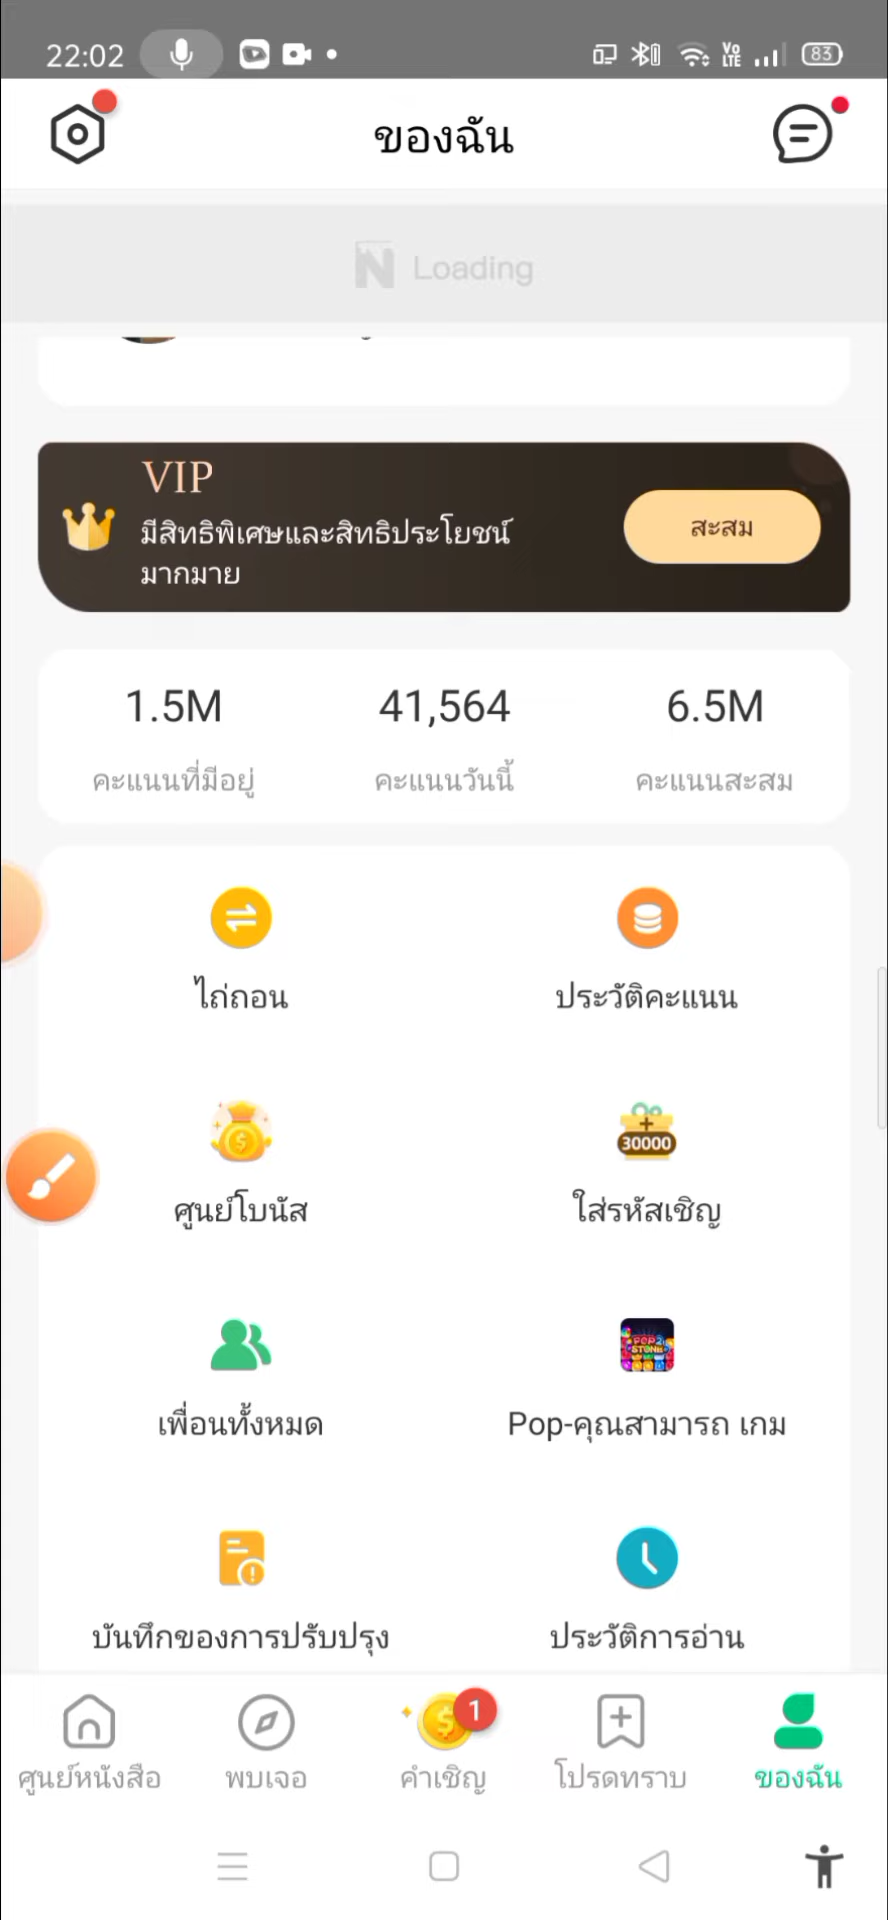 22:02
VO
LTE
83
ของฉัน
N Loading
VIP
มีสิทธิพิเศษและสิทธิประโยชน์
มากมาย
สะสม
1.5M 41,564 6.5M
คะแนนที่มีอยู่ คะแนนวันนี้ คะแนนสะสม
ไถ่ถอน ประวัติคะแนน
30000
ศูนย์โบนัส ใส่รหัสเชิญ
POP
STONE
2
เพื่อนทั้งหมด Pop-คุณสามารถ เกม
บันทึกของการปรับปรุง ประวัติการอ่าน
1
ศูนย์หนังสือ พบเจอ คำเชิญ โปรดทราบ ของฉัน